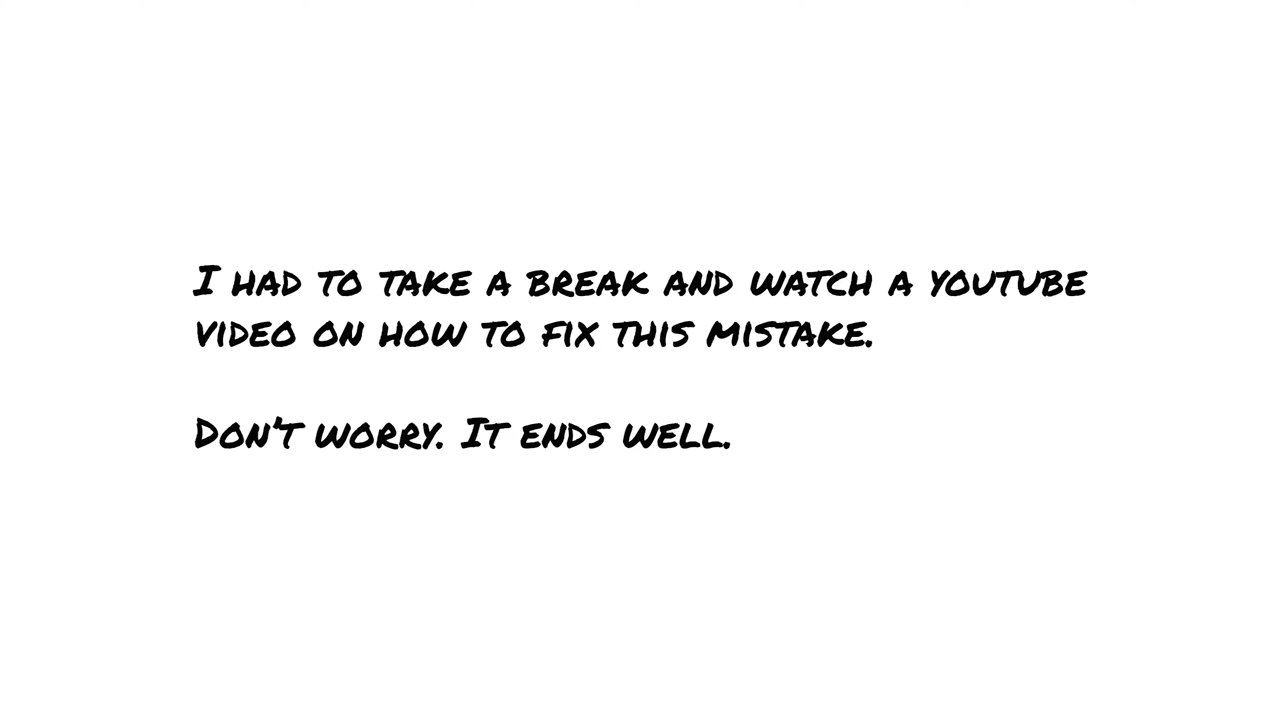 I had to take a break and watch a youtube
video on how to fix this mistake.
Don't worry. It ends well.